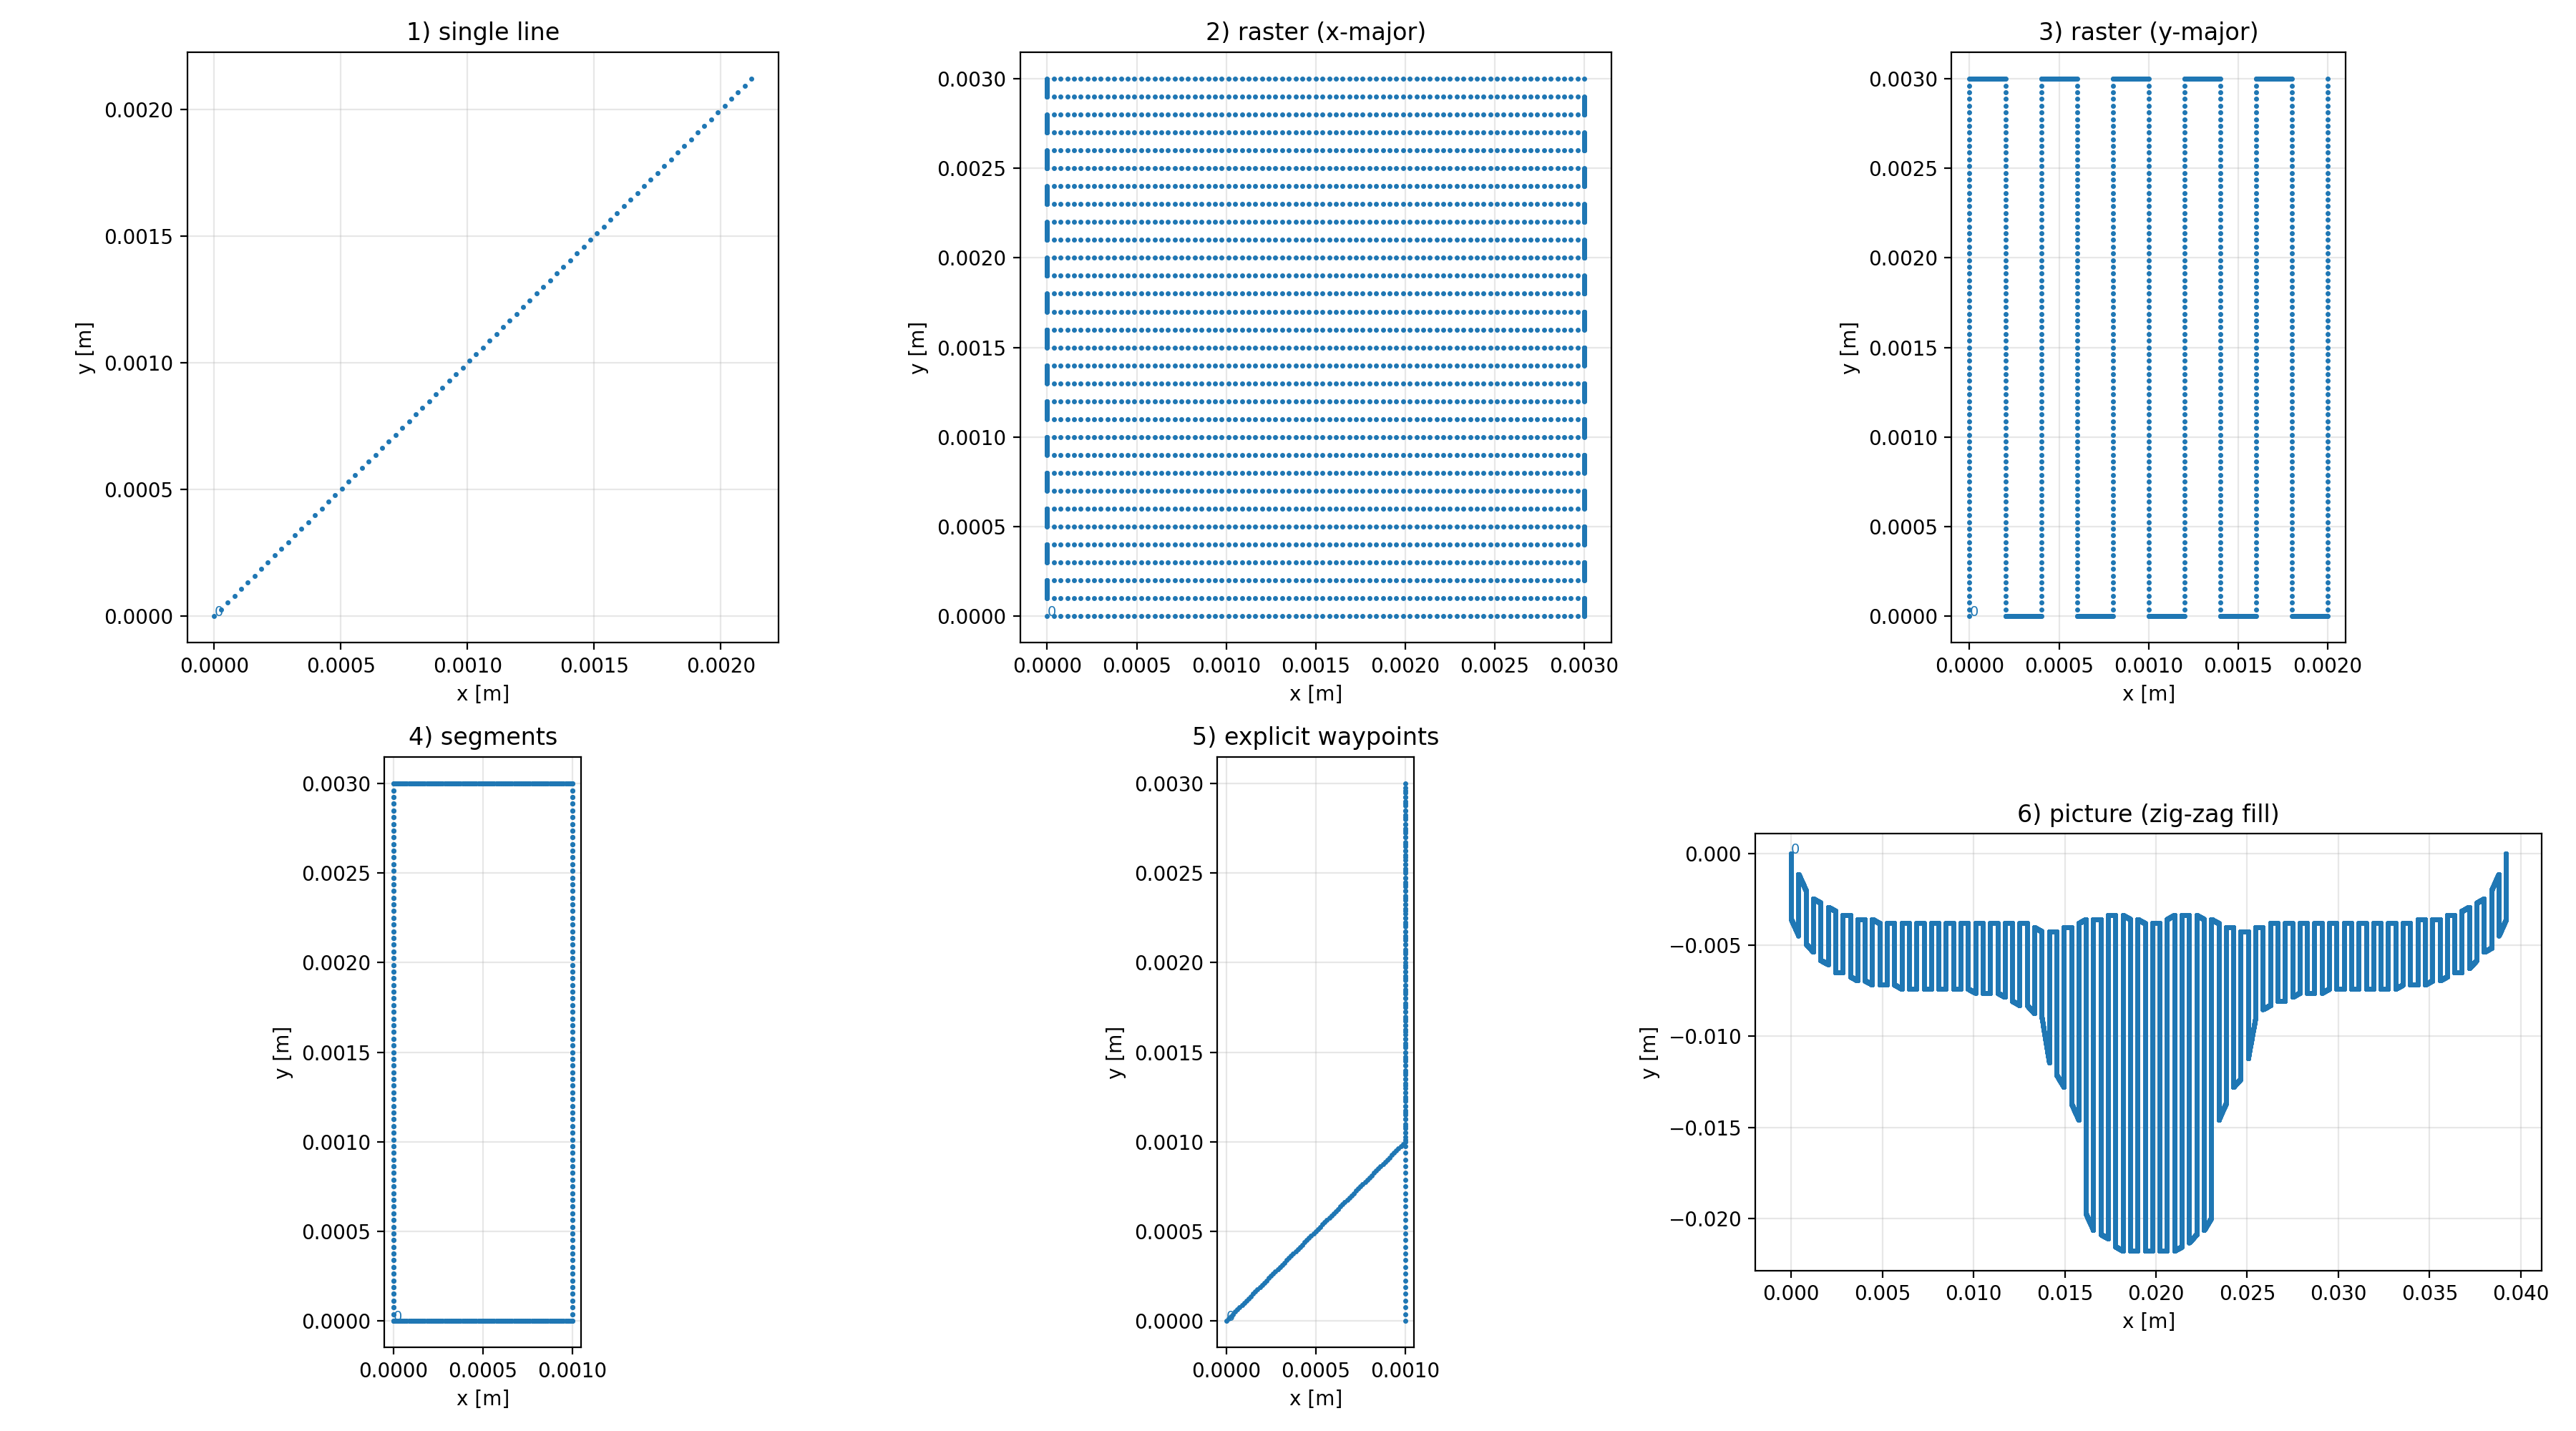 1) single line
0.0020
0.0015
0.0010
0.0005
0.0000
y [m]
0
0.0000 0.0005 0.0010 0.0015 0.0020
x [m]
2) raster (x-major)
0.0030
0.0025
0.0020
0.0015
0.0010
0.0005
0.0000
y [m]
0
0.0000 0.0005 0.0010 0.0015 0.0020 0.0025 0.0030
x [m]
3) raster (y-major)
0.0030
0.0025
0.0020
0.0015
0.0010
0.0005
0.0000
y [m]
0
0.0000 0.0005 0.0010 0.0015 0.0020
x [m]
4) segments
0.0030
0.0025
0.0020
0.0015
0.0010
0.0005
0.0000
y [m]
0
0.0000 0.0005 0.0010
x [m]
5) explicit waypoints
0.0030
0.0025
0.0020
0.0015
0.0010
0.0005
0.0000
y [m]
0
0.0000 0.0005 0.0010
x [m]
6) picture (zig-zag fill)
0.000
−0.005
−0.010
−0.015
−0.020
y [m]
0
0.000 0.005 0.010 0.015 0.020 0.025 0.030 0.035 0.040
x [m]